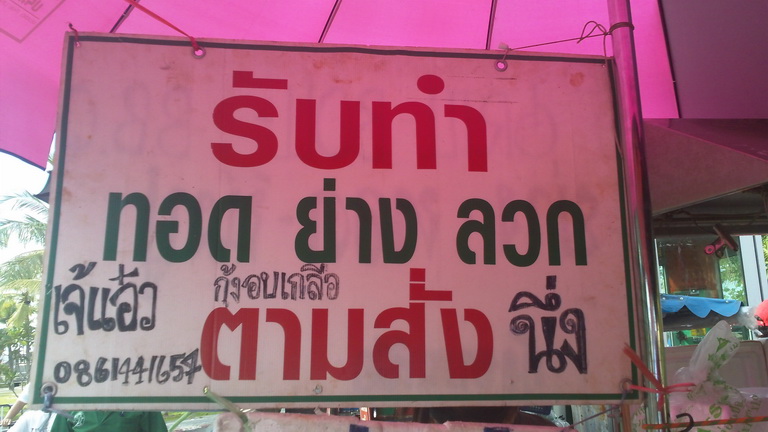 รับทำ
ทอด ย่าง ลวก
เจ้แอ๋ว กุ้งอบเกลือ
ตามสั่ง นึ่ง
0861441657